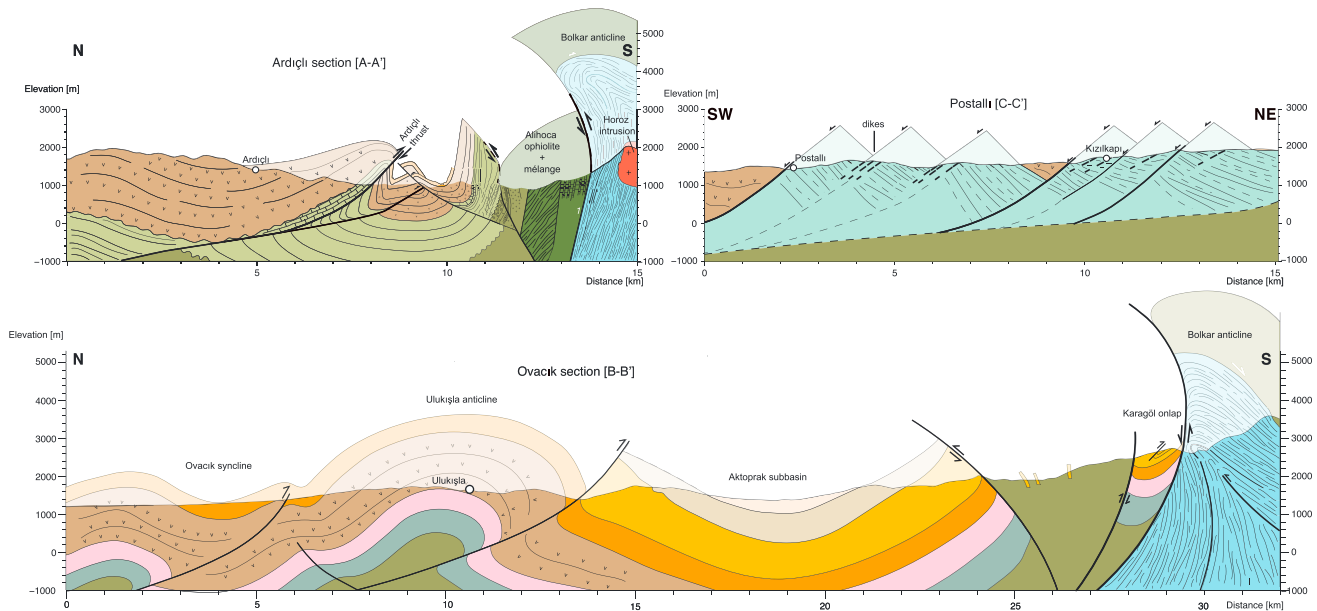 N
Ardıçlı section [A-A’]
Bolkar anticline
S
Elevation [m]
Ardıçlı
thrust
Alihoca
ophiolite
+
mélange
Horoz
intrusion
Ardıçlı
3000
2000
1000
0
−1000
5000
4000
3000
2000
1000
0
-1000
5
10
15
Distance [km]
Elevation [m]
SW
Postallı [C-C’]
NE
dikes
Postallı
Kızılkapı
3000
2000
1000
0
−1000
3000
2000
1000
0
-1000
0
5
10
15
Distance [km]
Elevation [m]
N
Ovacık section [B-B’]
Bolkar anticline
S
Ulukışla anticline
Karagöl onlap
Ovacık syncline
Ulukışla
Aktoprak subbasin
5000
4000
3000
2000
1000
0
−1000
5000
4000
3000
2000
1000
0
-1000
0
5
10
15
20
25
30
Distance [km]